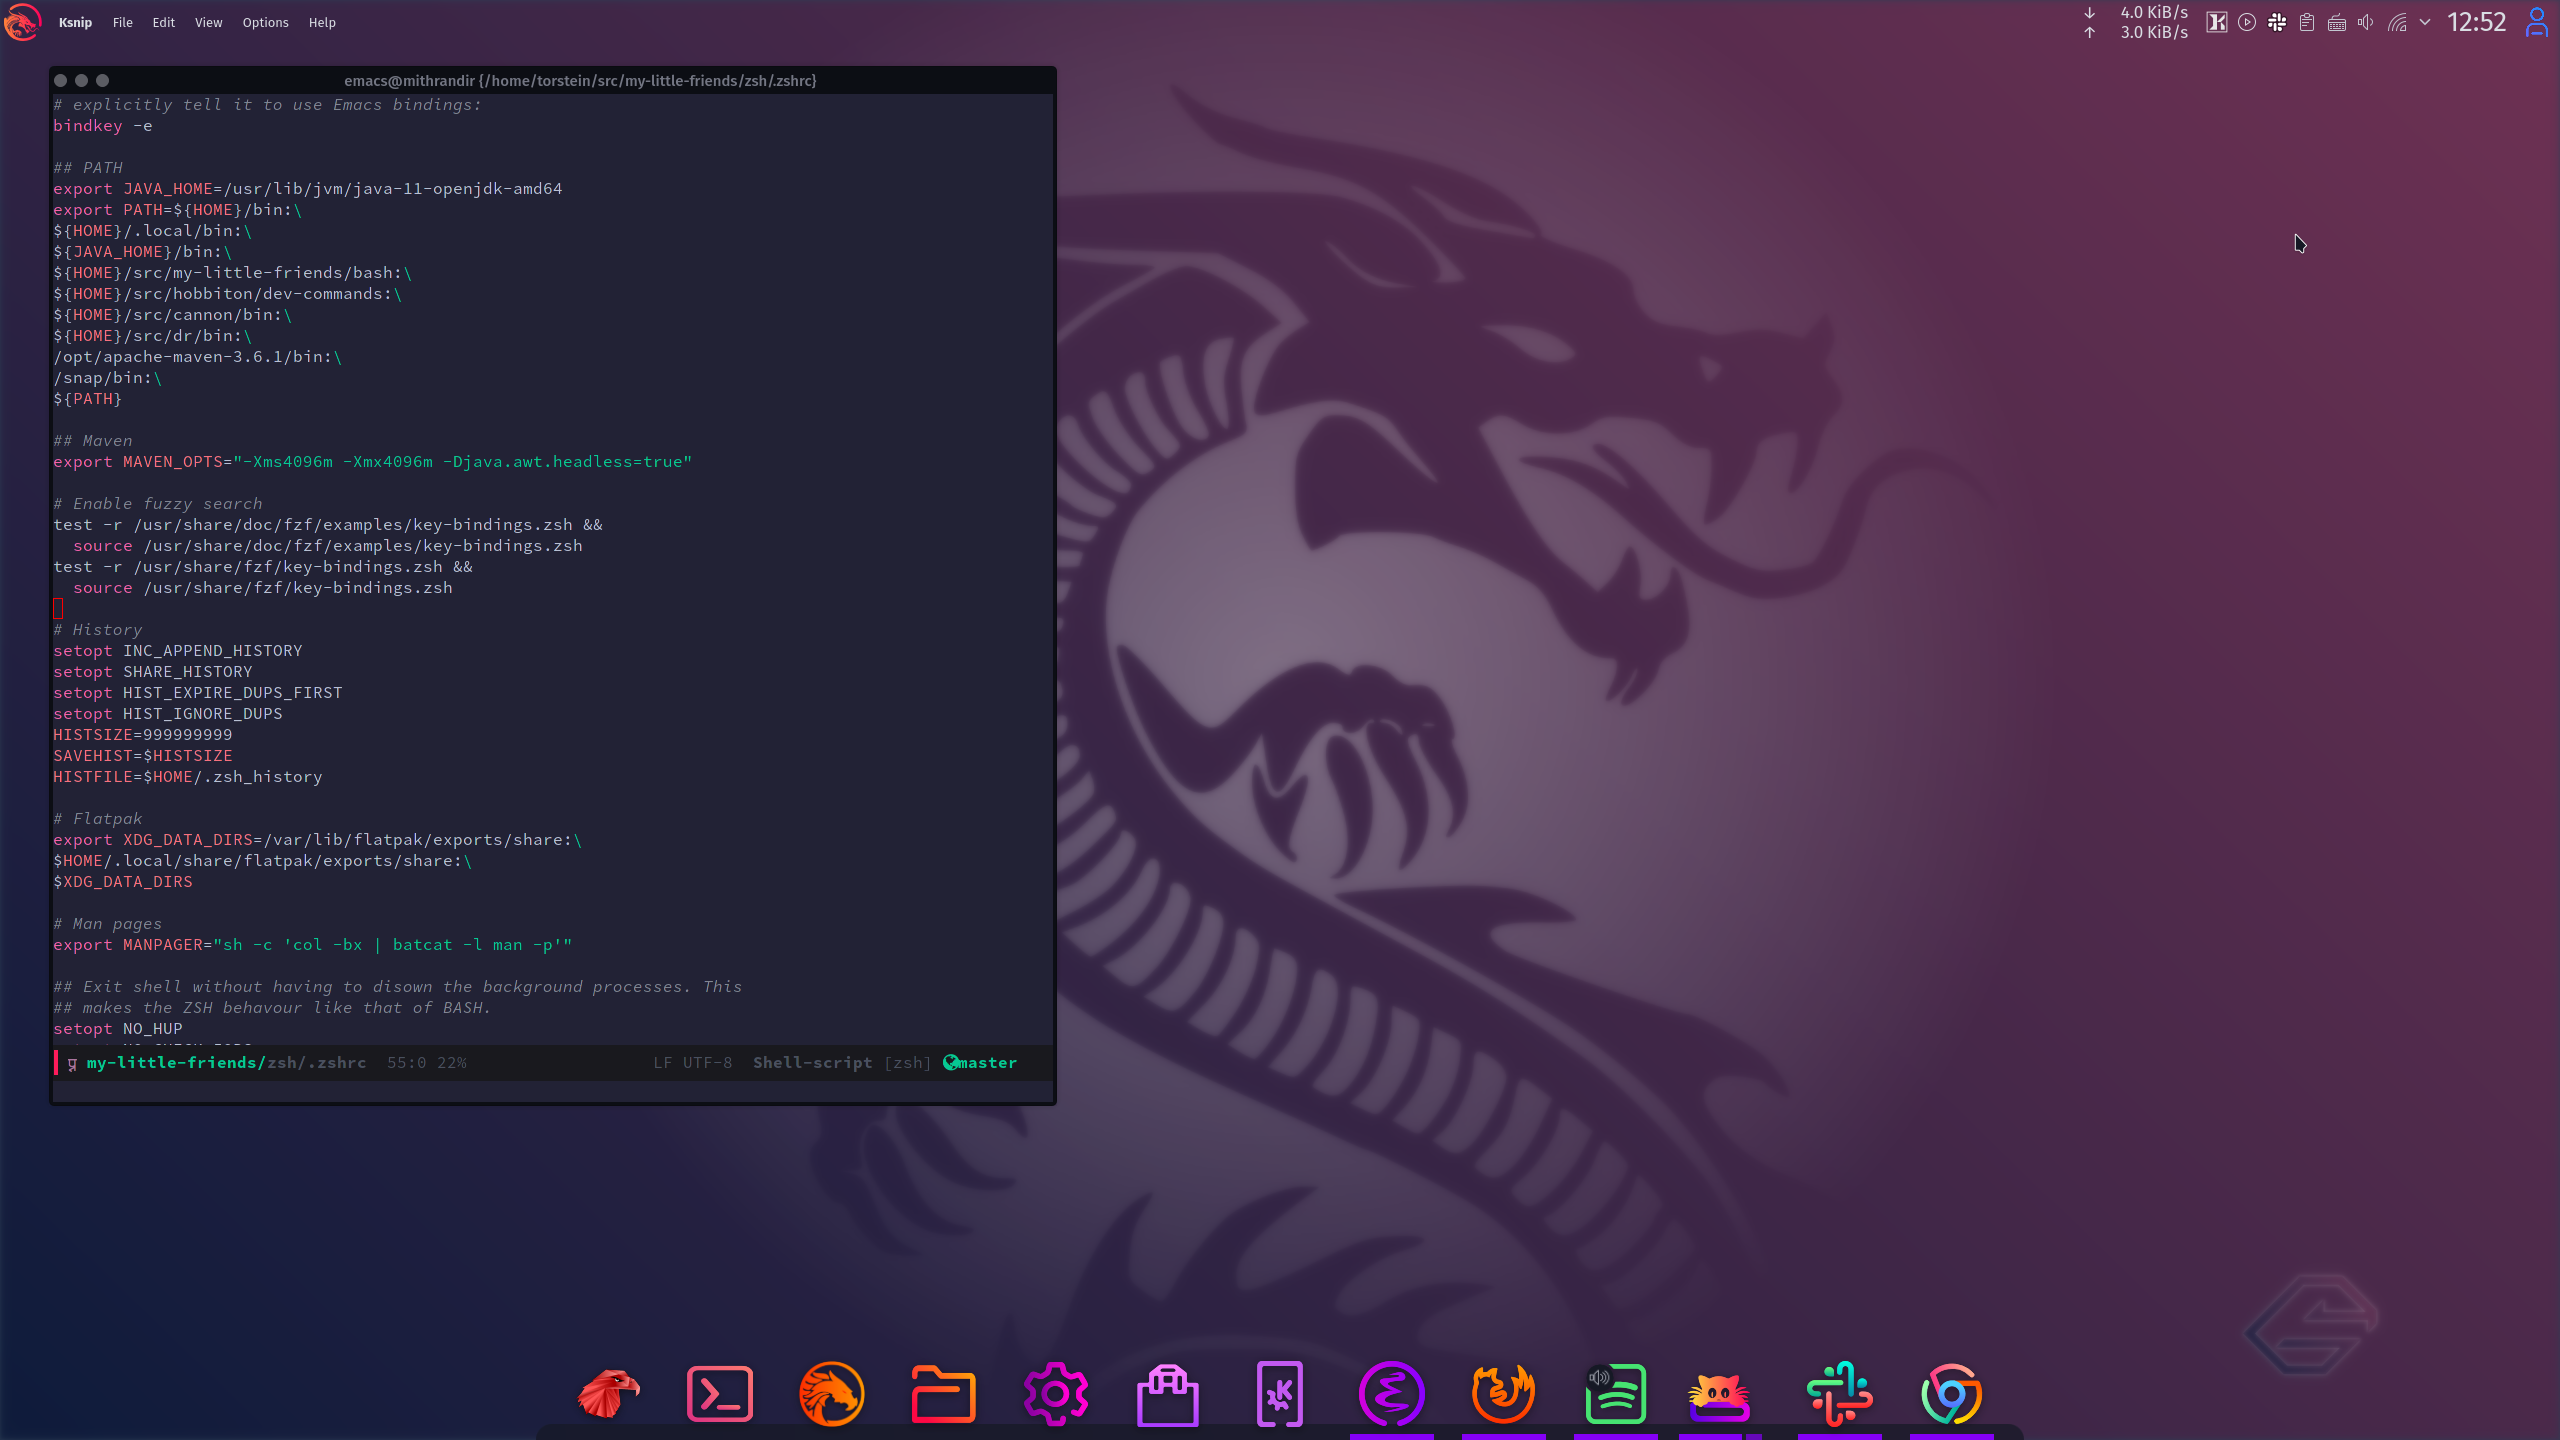 Ksnip File Edit View Options Help
4.0 KiB/s
3.0 KiB/s
12:52
emacs@mithrandir {/home/torstein/src/my-little-friends/zsh/.zshrc}
# explicitly tell it to use Emacs bindings:
bindkey -e
## PATH
export JAVA_HOME=/usr/lib/jvm/java-11-openjdk-amd64
export PATH=${HOME}/bin:\
${HOME}/.local/bin:\
${JAVA_HOME}/bin:\
${HOME}/src/my-little-friends/bash:\
${HOME}/src/hobbiton/dev-commands:\
${HOME}/src/cannon/bin:\
${HOME}/src/dr/bin:\
/opt/apache-maven-3.6.1/bin:\
/snap/bin:\
${PATH}
## Maven
export MAVEN_OPTS="-Xms4096m -Xmx4096m -Djava.awt.headless=true"
# Enable fuzzy search
test -r /usr/share/doc/fzf/examples/key-bindings.zsh &&
  source /usr/share/doc/fzf/examples/key-bindings.zsh
test -r /usr/share/fzf/key-bindings.zsh &&
  source /usr/share/fzf/key-bindings.zsh
# History
setopt INC_APPEND_HISTORY
setopt SHARE_HISTORY
setopt HIST_EXPIRE_DUPS_FIRST
setopt HIST_IGNORE_DUPS
HISTSIZE=999999999
SAVEHIST=$HISTSIZE
HISTFILE=$HOME/.zsh_history
# Flatpak
export XDG_DATA_DIRS=/var/lib/flatpak/exports/share:\
$HOME/.local/share/flatpak/exports/share:\
$XDG_DATA_DIRS
# Man pages
export MANPAGER="sh -c 'col -bx | batcat -l man -p'"
## Exit shell without having to disown the background processes. This
## makes the ZSH behavour like that of BASH.
setopt NO_HUP
my-little-friends/zsh/.zshrc 55:0 22% LF UTF-8 Shell-script [zsh] master